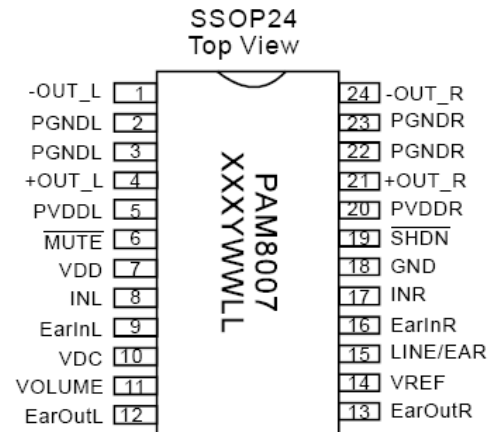 SSOP24
Top View
-OUT_L 1
PGNDL 2
PGNDL 3
+OUT_L 4
PVDDL 5
MUTE 6
VDD 7
INL 8
EarInL 9
VDC 10
VOLUME 11
EarOutL 12
PAM8007
XXXYWWLL
24 -OUT_R
23 PGNDR
22 PGNDR
21 +OUT_R
20 PVDDR
19 SHDN
18 GND
17 INR
16 EarInR
15 LINE/EAR
14 VREF
13 EarOutR